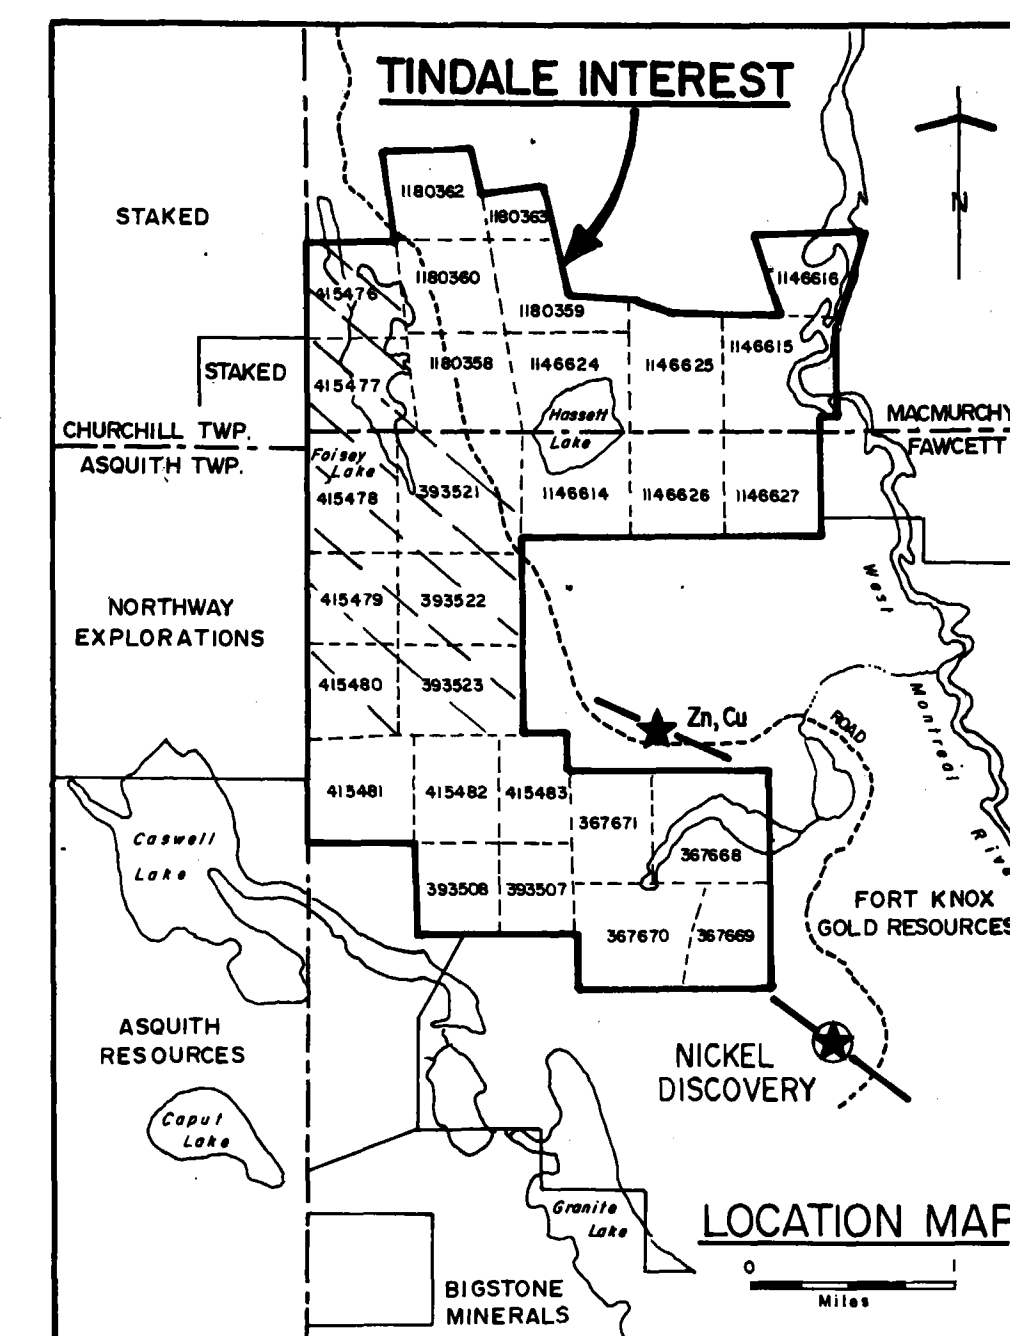 TINDALE INTEREST
N
STAKED
1180362
1180363
1180360
1180359
415476
1146616
STAKED
415477
1180358
1146624
1146625
1146615
Hassett
Lake
CHURCHILL TWP.
ASQUITH TWP.
MACMURCHY
FAWCETT
Foisey
Lake
415478
393521
1146614
1146626
1146627
NORTHWAY
EXPLORATIONS
415479
393522
415480
393523
West
Montreal
River
Zn, Cu
ROAD
415481
415482
415483
367671
367668
Caswell
Lake
393508
393507
367670
367669
FORT KNOX
GOLD RESOURCES
ASQUITH
RESOURCES
NICKEL
DISCOVERY
Caput
Lake
Granite
Lake
LOCATION MAP
0 1
Miles
BIGSTONE
MINERALS